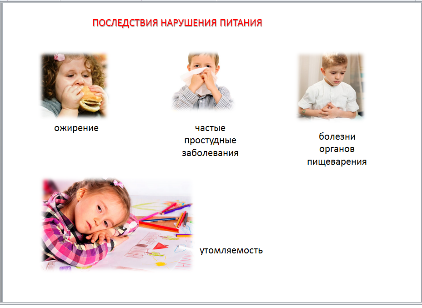 ПОСЛЕДСТВИЯ НАРУШЕНИЯ ПИТАНИЯ
ожирение
частые
простудные
заболевания
болезни
органов
пищеварения
утомляемость